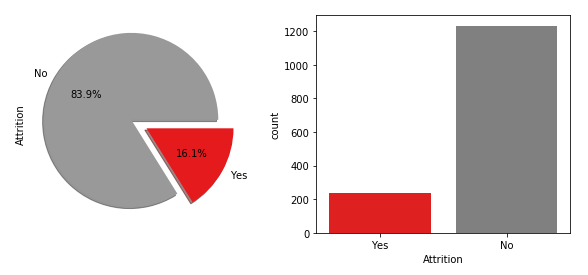 No
83.9%
Attrition
16.1%
Yes
1200
1000
800
600
400
200
0
count
Yes No
Attrition